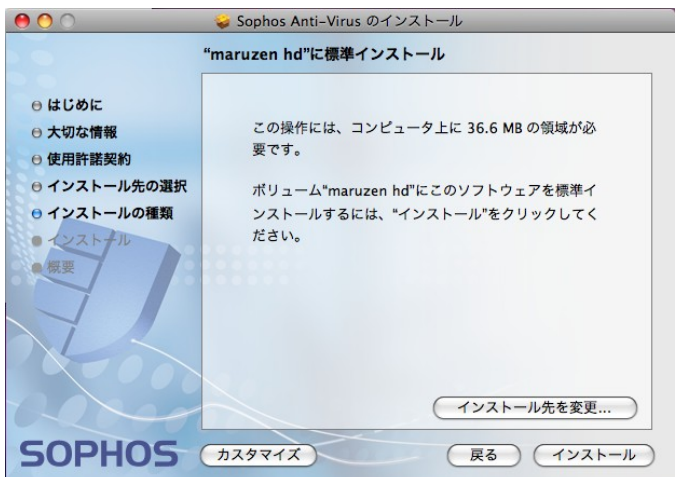 Sophos Anti-Virus のインストール
“maruzen hd”に標準インストール
はじめに
大切な情報
使用許諾契約
インストール先の選択
インストールの種類
インストール
概要
この操作には、コンピュータ上に 36.6 MB の領域が必
要です。
ボリューム“maruzen hd”にこのソフトウェアを標準イ
ンストールするには、“インストール”をクリックしてく
ださい。
インストール先を変更...
SOPHOS
カスタマイズ
戻る
インストール